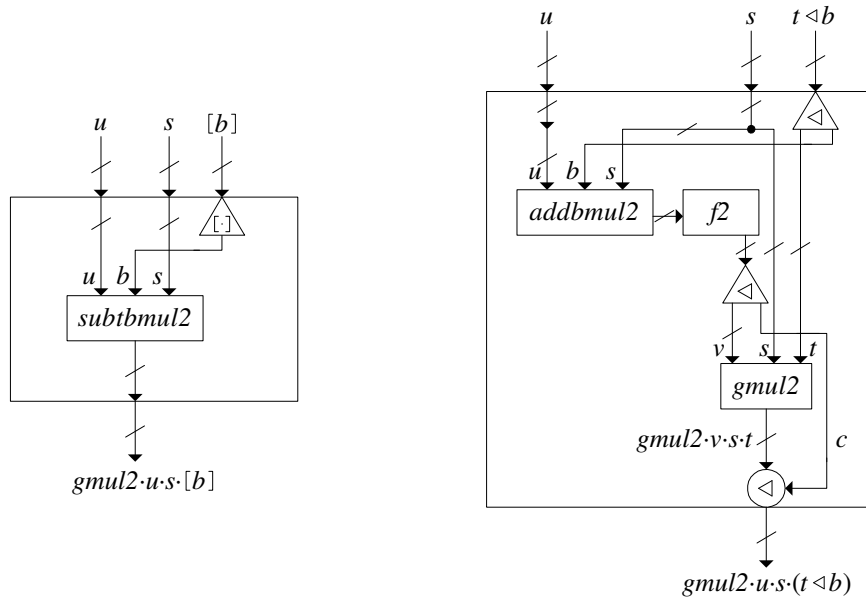 u s [b]
[·]
u b s
subtbmul2
gmul2·u·s·[b]
u s t ◁ b
◁
u b s
addbmul2 f2
◁
v s t
gmul2
gmul2·v·s·t c
◁
gmul2·u·s·(t ◁ b)